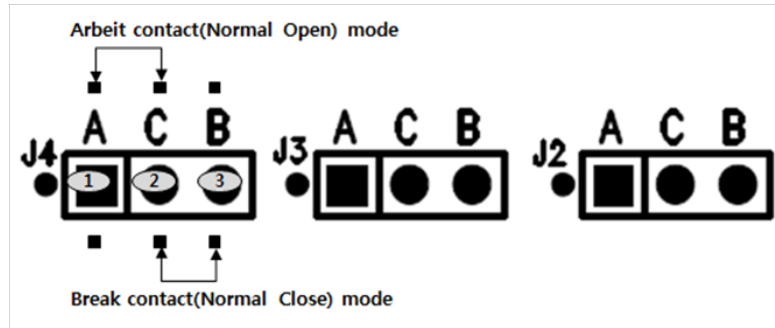 Arbeit contact(Normal Open) mode
A C B A C B A C B
J4 J3 J2
1 2 3
Break contact(Normal Close) mode